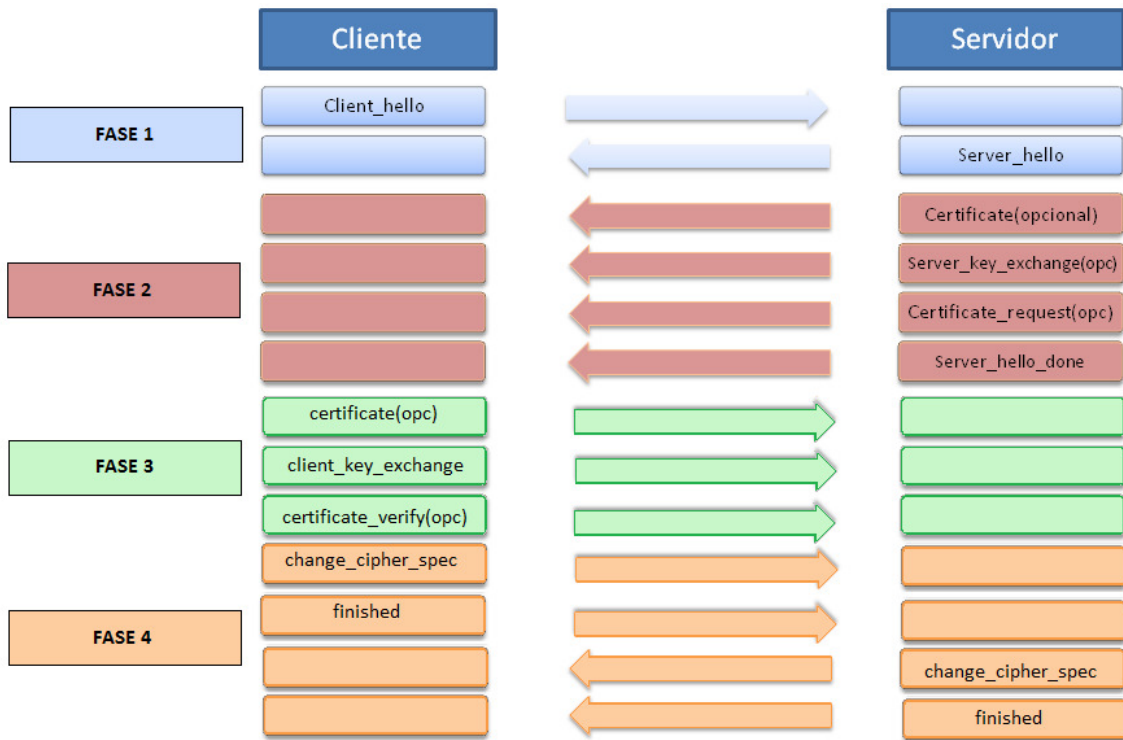 Cliente
Servidor
FASE 1
Client_hello
Server_hello
FASE 2
Certificate(opcional)
Server_key_exchange(opc)
Certificate_request(opc)
Server_hello_done
FASE 3
certificate(opc)
client_key_exchange
certificate_verify(opc)
FASE 4
change_cipher_spec
finished
change_cipher_spec
finished